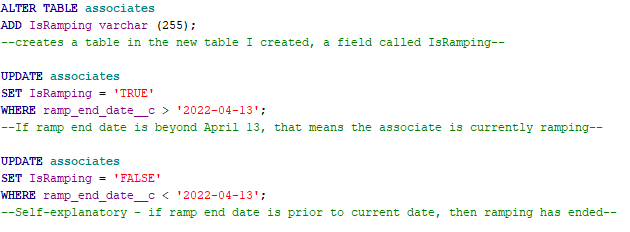 ALTER TABLE associates
ADD IsRamping varchar (255);
--creates a table in the new table I created, a field called IsRamping--
UPDATE associates
SET IsRamping = 'TRUE'
WHERE ramp_end_date__c > '2022-04-13';
--If ramp end date is beyond April 13, that means the associate is currently ramping--
UPDATE associates
SET IsRamping = 'FALSE'
WHERE ramp_end_date__c < '2022-04-13';
--Self-explanatory - if ramp end date is prior to current date, then ramping has ended--